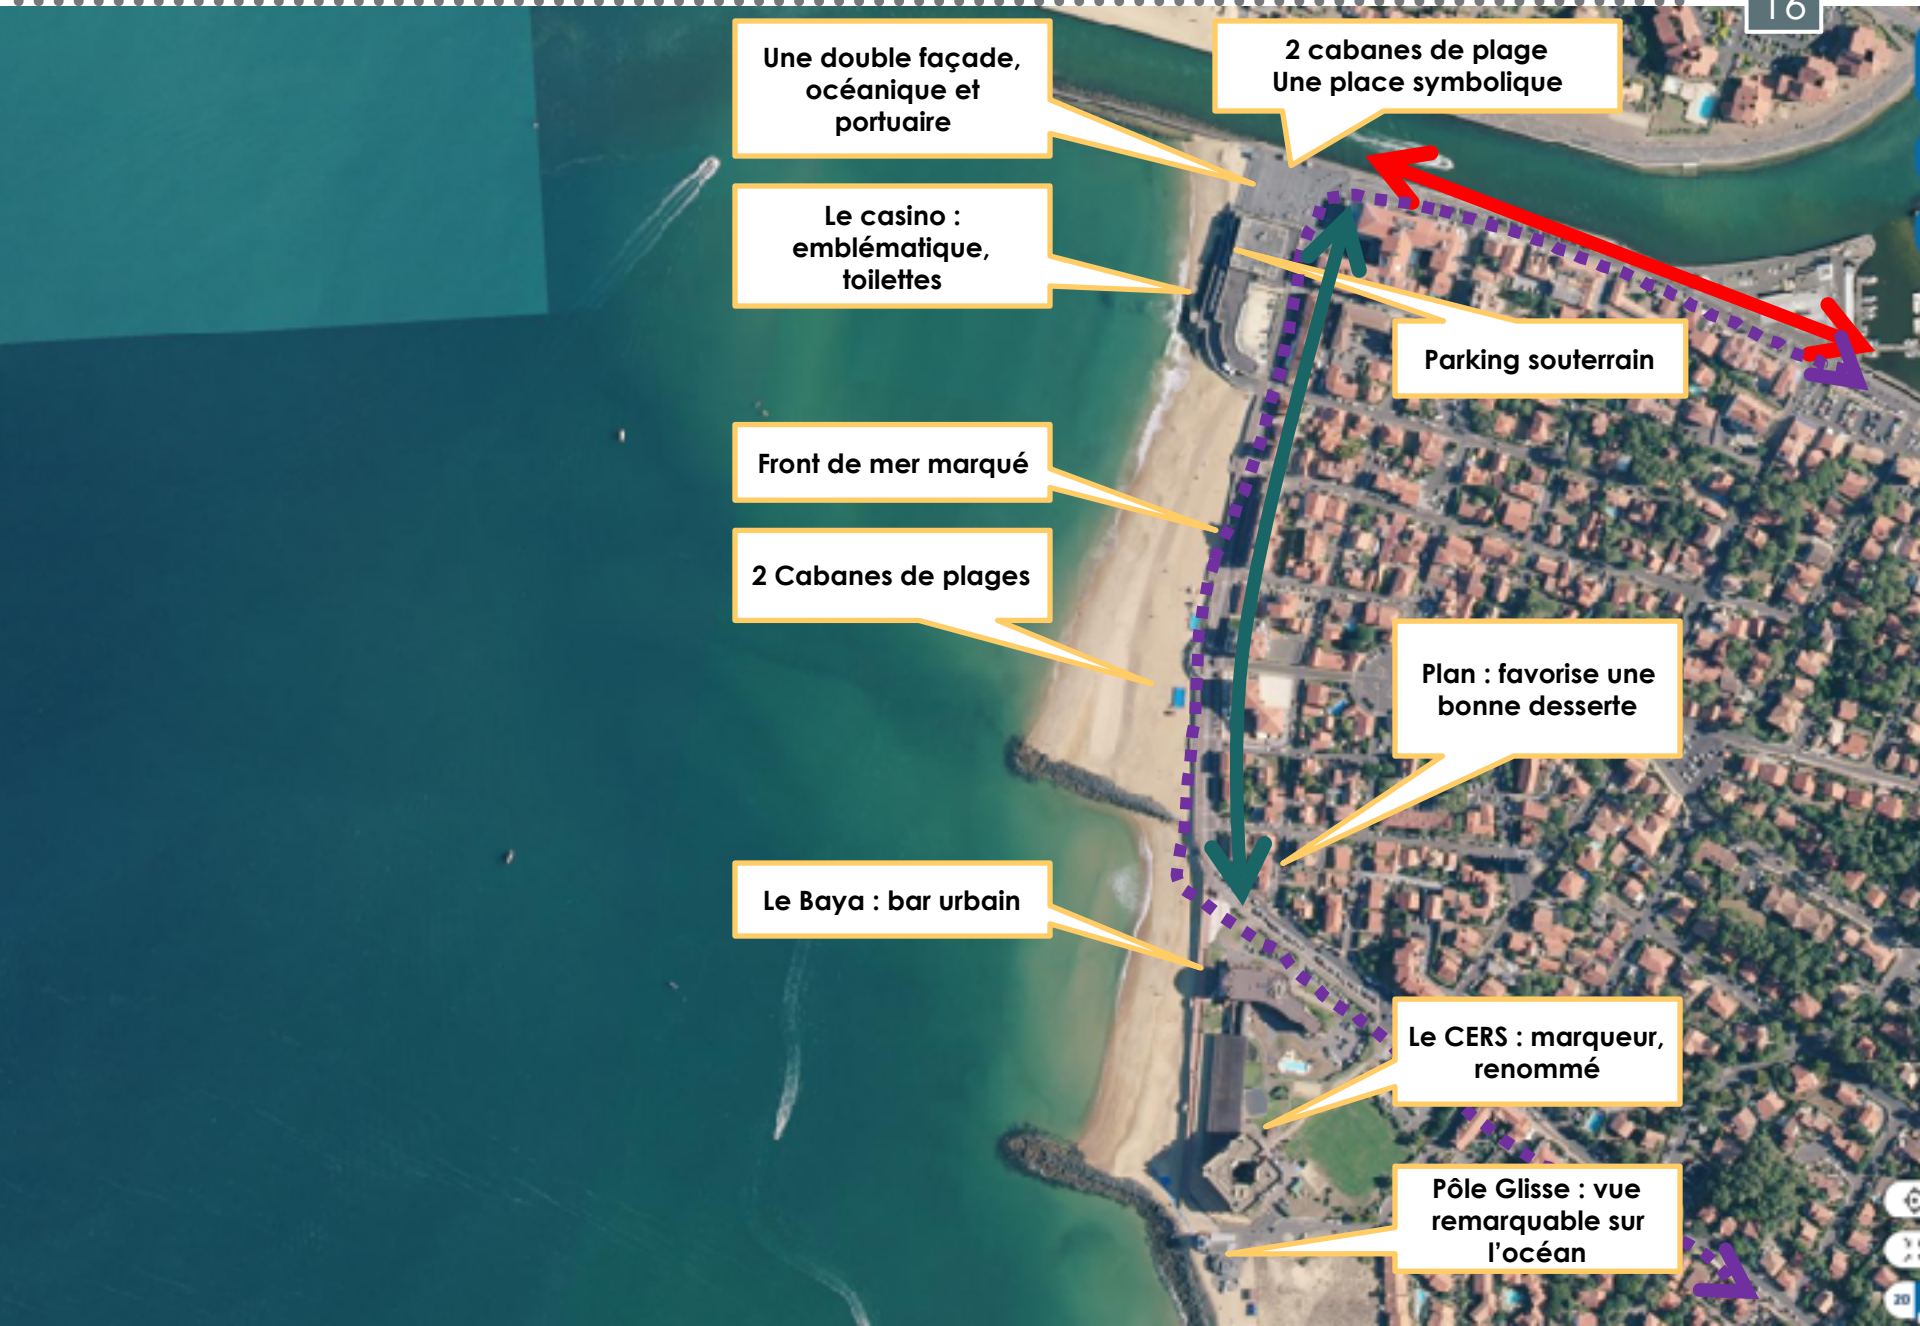 16
Une double façade,
océanique et
portuaire
2 cabanes de plage
Une place symbolique
Le casino :
emblématique,
toilettes
Parking souterrain
Front de mer marqué
2 Cabanes de plages
Plan : favorise une
bonne desserte
Le Baya : bar urbain
Le CERS : marqueur,
renommé
Pôle Glisse : vue
remarquable sur
l'océan
2D